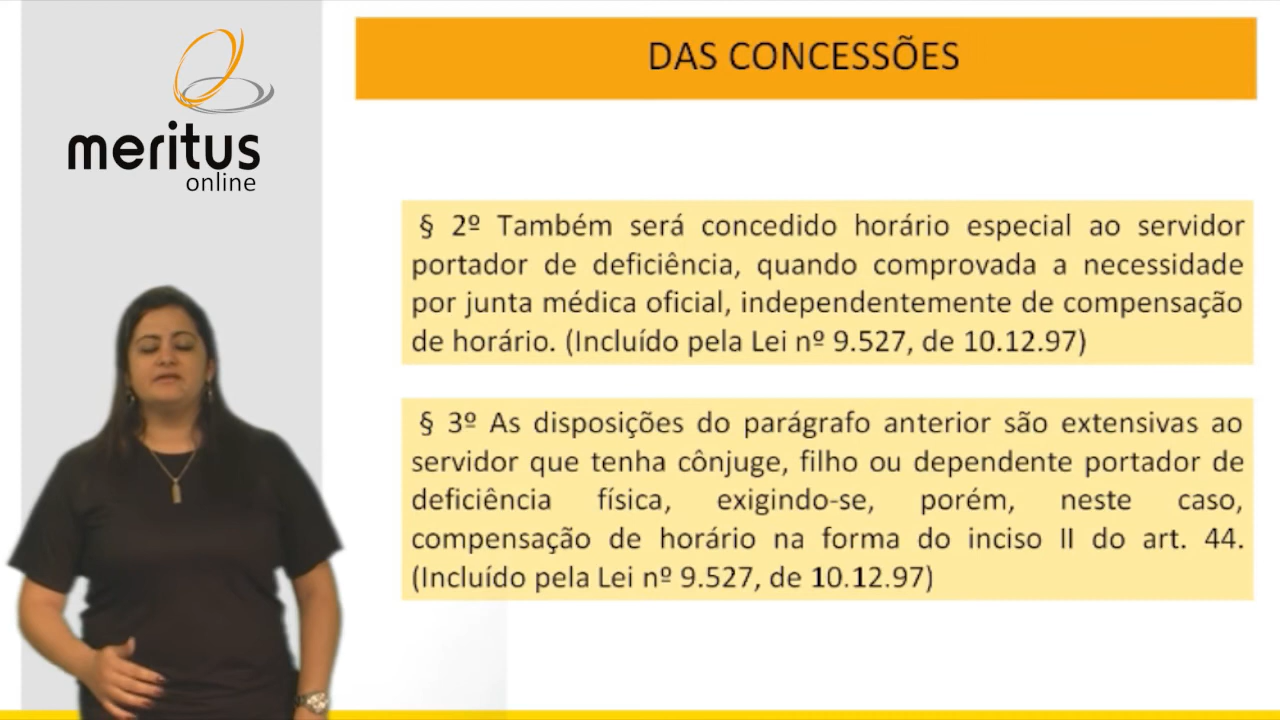 meritus
online
DAS CONCESSÕES
§ 2º Também será concedido horário especial ao servidor
portador de deficiência, quando comprovada a necessidade
por junta médica oficial, independentemente de compensação
de horário. (Incluído pela Lei nº 9.527, de 10.12.97)
§ 3º As disposições do parágrafo anterior são extensivas ao
servidor que tenha cônjuge, filho ou dependente portador de
deficiência física, exigindo-se, porém, neste caso,
compensação de horário na forma do inciso II do art. 44.
(Incluído pela Lei nº 9.527, de 10.12.97)